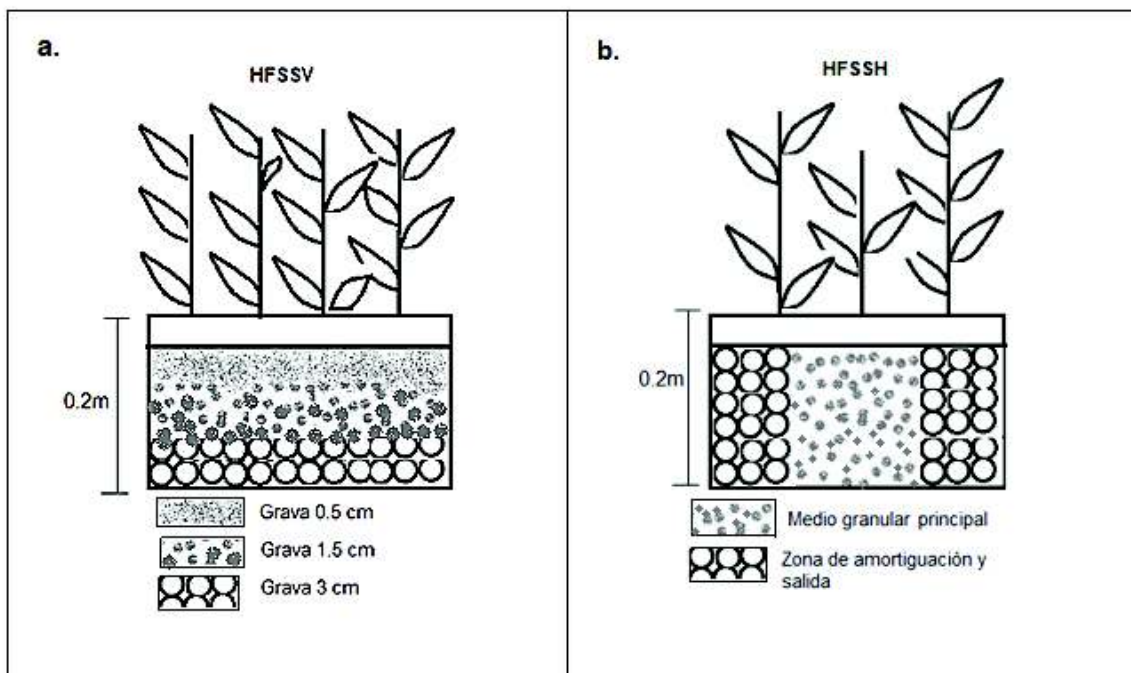 a.
HFSSV
0.2m
Grava 0.5 cm
Grava 1.5 cm
Grava 3 cm
b.
HFSSH
0.2m
Medio granular principal
Zona de amortiguación y
salida